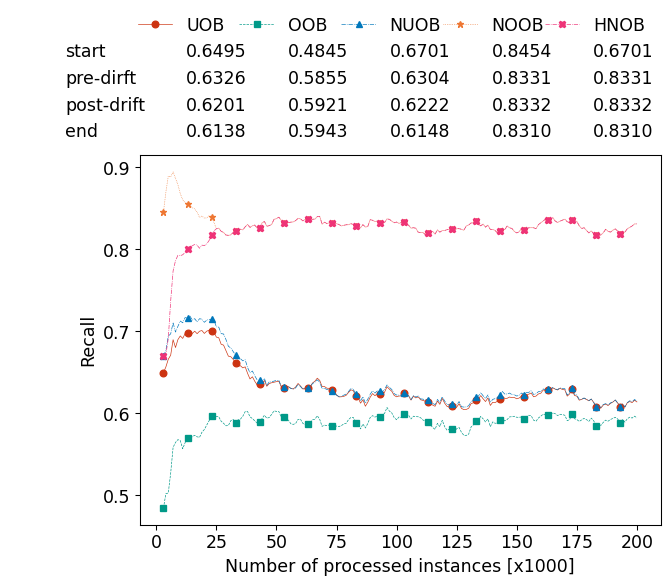 UOB OOB NUOB NOOB HNOB
start 0.6495 0.4845 0.6701 0.8454 0.6701
pre-dirft 0.6326 0.5855 0.6304 0.8331 0.8331
post-drift 0.6201 0.5921 0.6222 0.8332 0.8332
end 0.6138 0.5943 0.6148 0.8310 0.8310
0.9
0.8
0.7
0.6
0.5
Recall
0 25 50 75 100 125 150 175 200
Number of processed instances [x1000]